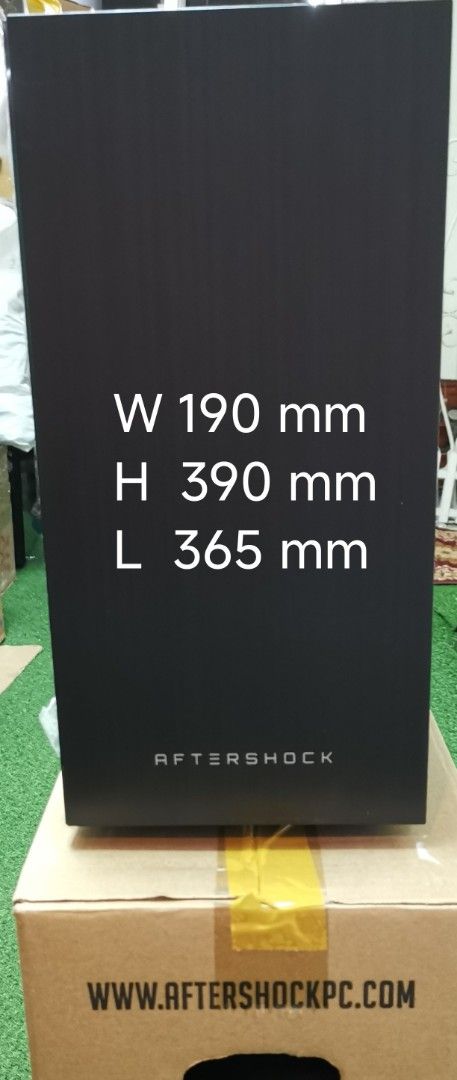 W 190 mm
H 390 mm
L 365 mm
AFTERSHOCK
WWW.AFTERSHOCKPC.COM